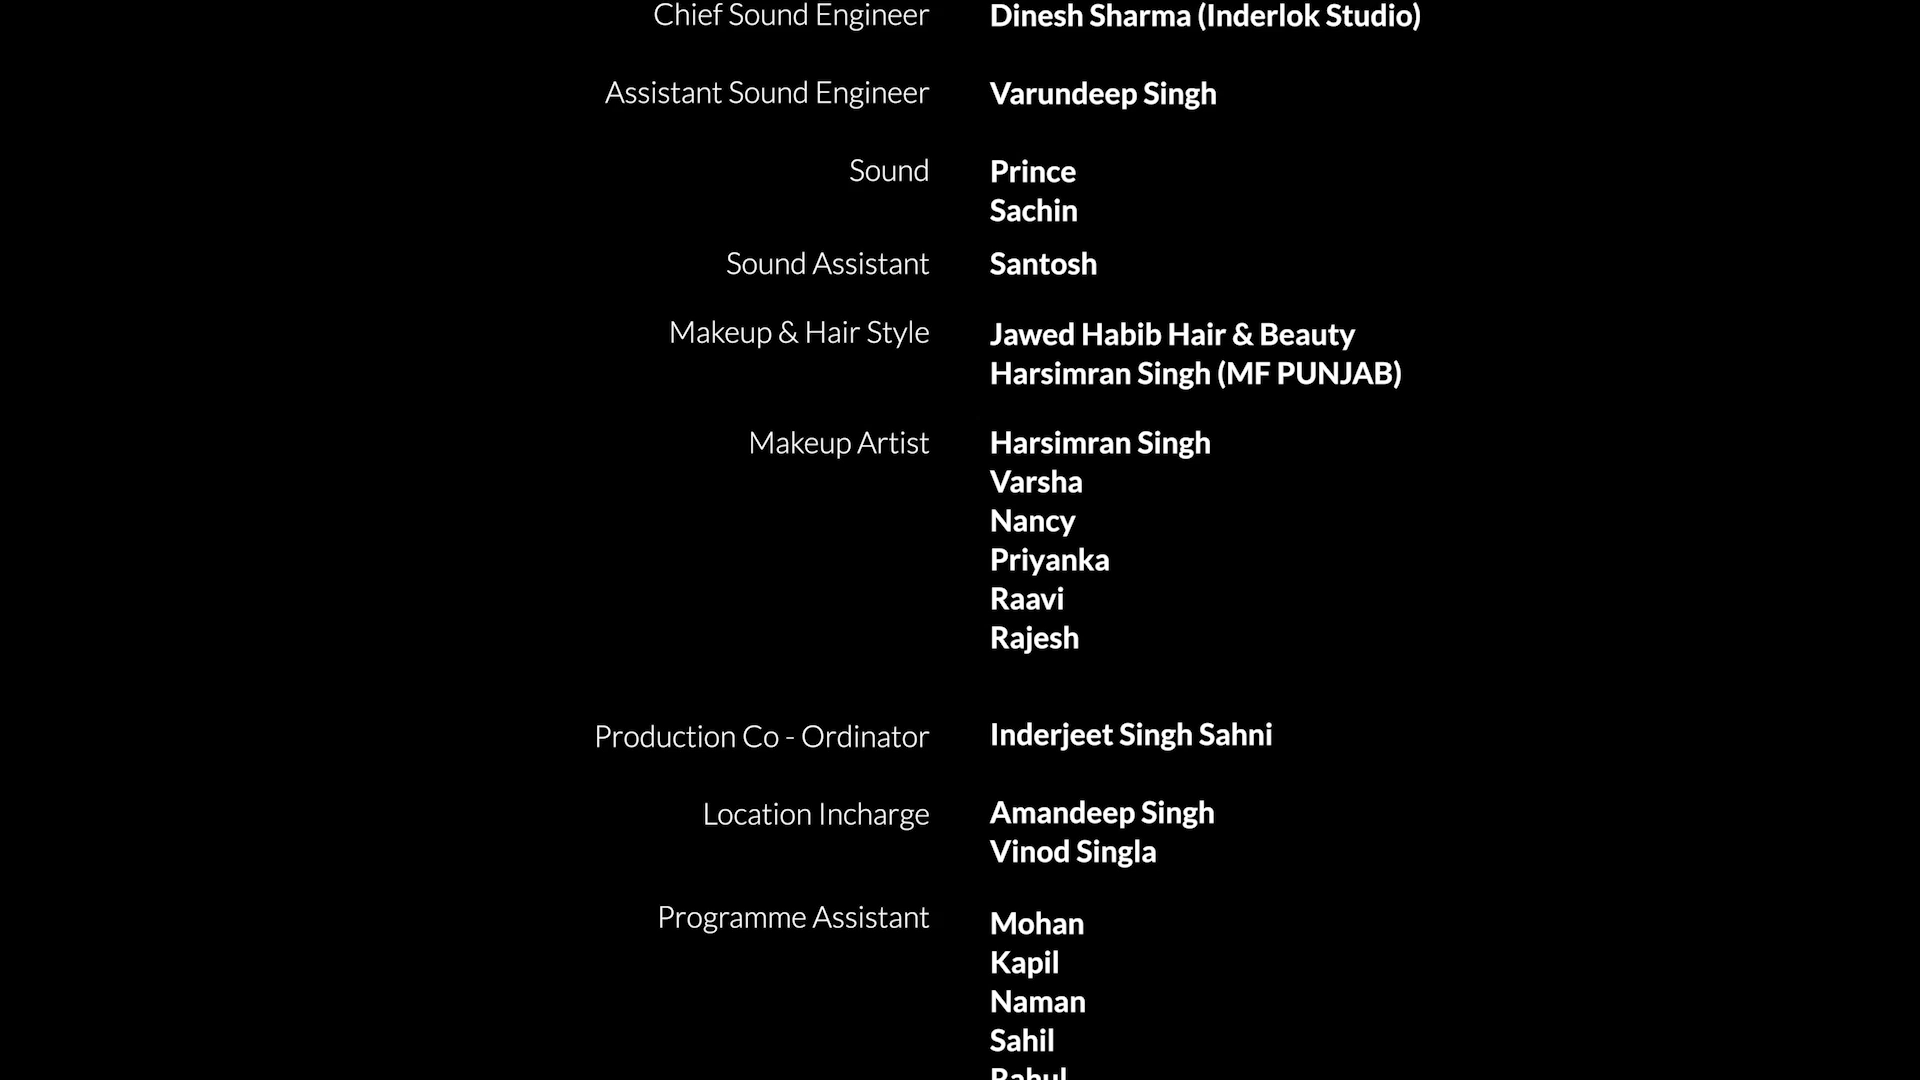 Chief Sound Engineer Dinesh Sharma (Inderlok Studio)
Assistant Sound Engineer Varundeep Singh
Sound Prince
Sachin
Sound Assistant Santosh
Makeup & Hair Style Jawed Habib Hair & Beauty
Harsimran Singh (MF PUNJAB)
Makeup Artist Harsimran Singh
Varsha
Nancy
Priyanka
Raavi
Rajesh
Production Co - Ordinator Inderjeet Singh Sahni
Location Incharge Amandeep Singh
Vinod Singla
Programme Assistant Mohan
Kapil
Naman
Sahil
Rahul